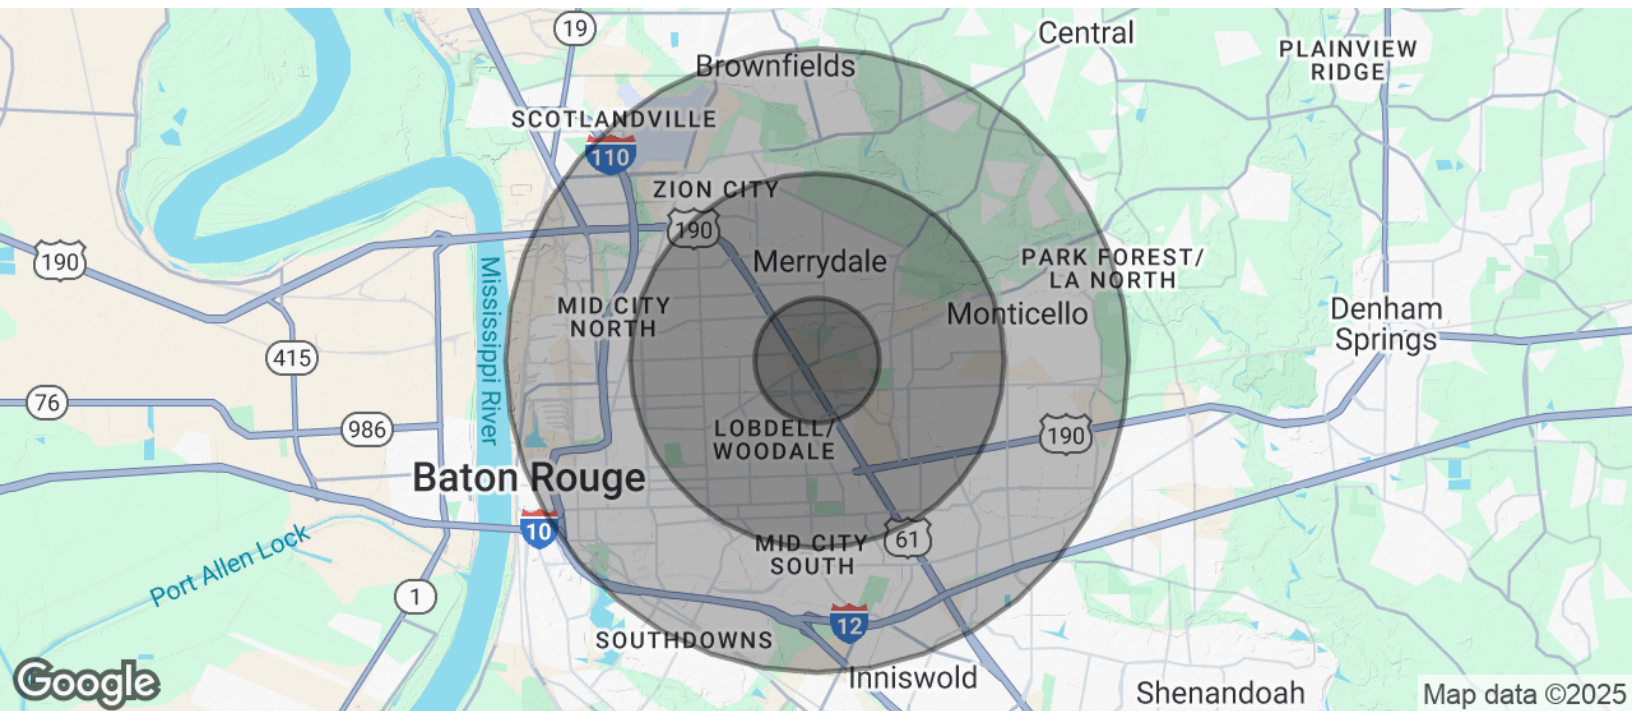 19
Central
PLAINVIEW
RIDGE
Brownfields
SCOTLANDVILLE
110
ZION CITY
190
Merrydale
190
PARK FOREST/
LA NORTH
Mississippi River
MID CITY
NORTH
Monticello
Denham
Springs
415
76
986
LOBDELL/
WOODALE
190
Baton Rouge
10
61
MID CITY
SOUTH
Port Allen Lock
1
12
SOUTHDOWNS
Inniswold
Shenandoah
Google
Map data ©2025